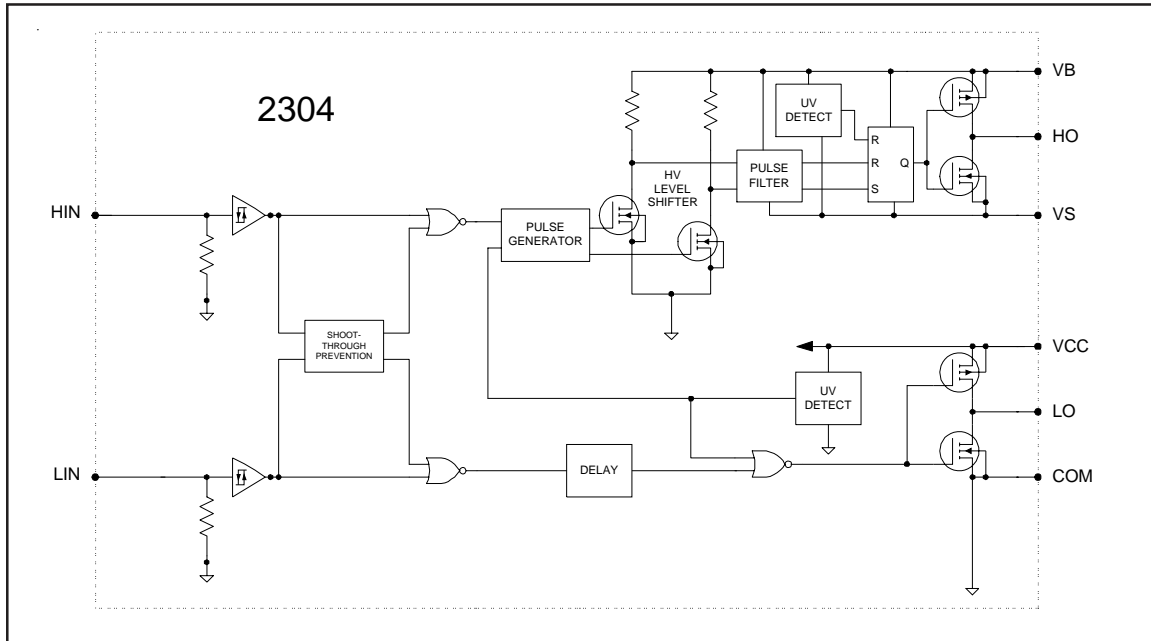 2304
VB
UV
DETECT
R
R
S
Q
HO
PULSE
FILTER
HV
LEVEL
SHIFTER
HIN
VS
PULSE
GENERATOR
SHOOT-
THROUGH
PREVENTION
VCC
UV
DETECT
LO
LIN
DELAY
COM